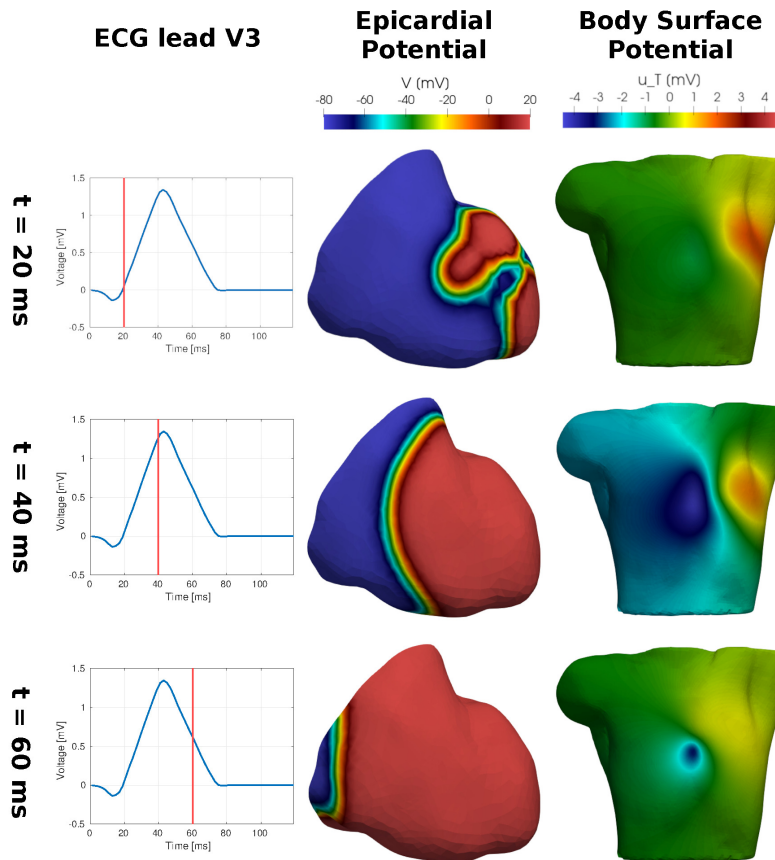 ECG lead V3
Epicardial
Potential
Body Surface
Potential
V (mV)
-80 -60 -40 -20 0 20
u_T (mV)
-4 -3 -2 -1 0 1 2 3 4
t = 20 ms
1.5
1
0.5
0
-0.5
Voltage [mV]
0 20 40 60 80 100
Time [ms]
t = 40 ms
1.5
1
0.5
0
-0.5
Voltage [mV]
0 20 40 60 80 100
Time [ms]
t = 60 ms
1.5
1
0.5
0
-0.5
Voltage [mV]
0 20 40 60 80 100
Time [ms]